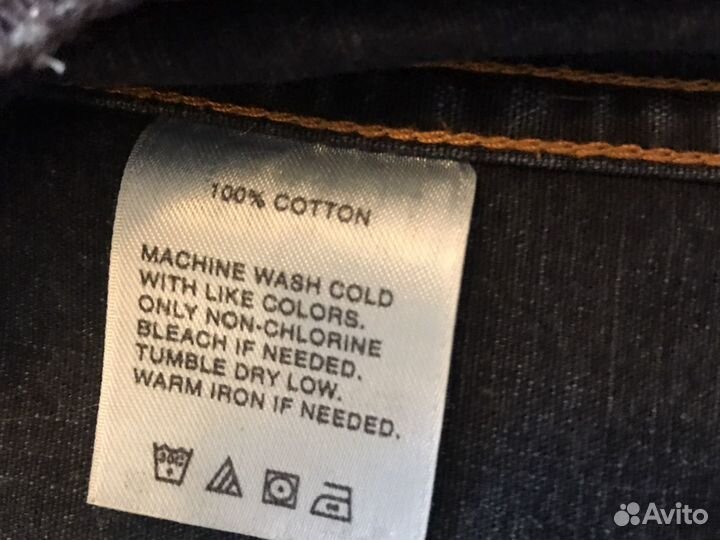 100% COTTON
MACHINE WASH COLD
WITH LIKE COLORS.
ONLY NON-CHLORINE
BLEACH IF NEEDED.
TUMBLE DRY LOW.
WARM IRON IF NEEDED.
Avito